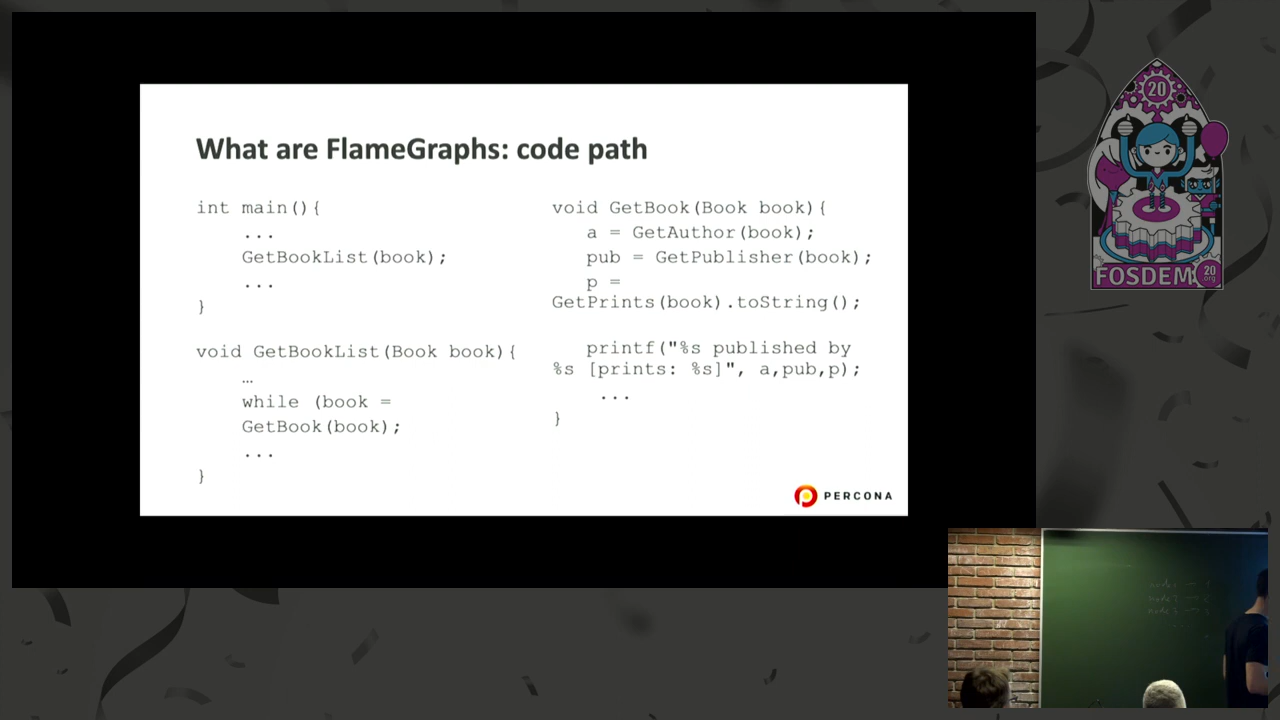 What are FlameGraphs: code path
int main(){
...
GetBookList(book);
...
}
void GetBookList(Book book){
…
while (book =
GetBook(book);
...
}
void GetBook(Book book){
a = GetAuthor(book);
pub = GetPublisher(book);
p =
GetPrints(book).toString();
printf("%s published by
%s [prints: %s]", a,pub,p);
...
}
PERCONA
20
FOSDEM
20
.org